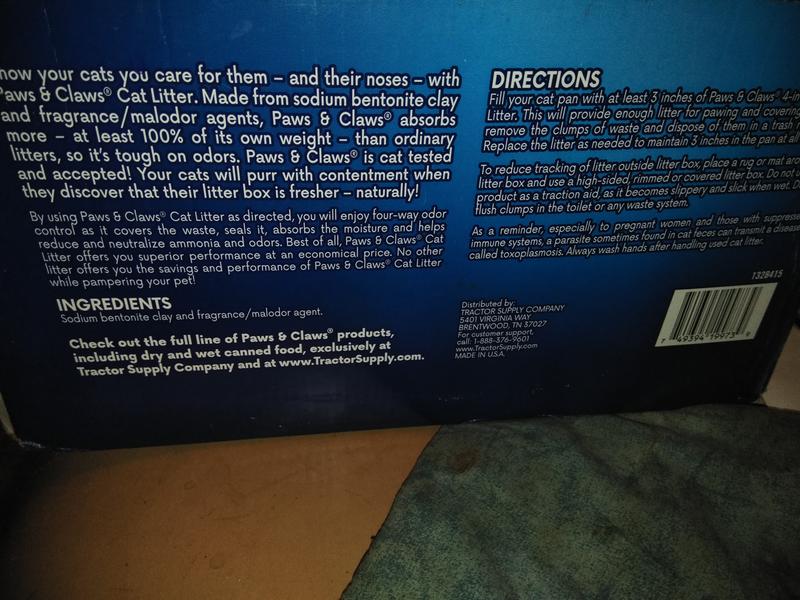 now your cats you care for them – and their noses – with
Paws & Claws® Cat Litter. Made from sodium bentonite clay
and fragrance/malodor agents, Paws & Claws® absorbs
more – at least 100% of its own weight – than ordinary
litters, so it's tough on odors. Paws & Claws® is cat tested
and accepted! Your cats will purr with contentment when
they discover that their litter box is fresher – naturally!
By using Paws & Claws® Cat Litter as directed, you will enjoy four-way odor
control as it covers the waste, seals it, absorbs the moisture and helps
reduce and neutralize ammonia and odors. Best of all, Paws & Claws® Cat
Litter offers you superior performance at an economical price. No other
litter offers you the savings and performance of Paws & Claws® Cat Litter
while pampering your pet!
INGREDIENTS
Sodium bentonite clay and fragrance/malodor agent.
Check out the full line of Paws & Claws® products,
including dry and wet canned food, exclusively at
Tractor Supply Company and at www.TractorSupply.com.
DIRECTIONS
Fill your cat pan with at least 3 inches of Paws & Claws® 4-in
Litter. This will provide enough litter for pawing and covering
remove the clumps of waste and dispose of them in a trash
Replace the litter as needed to maintain 3 inches in the pan at all
To reduce tracking of litter outside litter box, place a rug or mat
litter box and use a high-sided, rimmed or covered litter box. Do not
product as a traction aid, as it becomes slippery and slick when wet.
flush clumps in the toilet or any waste system.
As a reminder, especially to pregnant women and those with
immune systems, a parasite sometimes found in cat feces can transmit a
called toxoplasmosis. Always wash hands after handling used cat litter.
Distributed by:
TRACTOR SUPPLY COMPANY
5401 VIRGINIA WAY
BRENTWOOD, TN 37027
For customer support,
call: 1-888-376-9601
www.TractorSupply.com
MADE IN U.S.A.
1328415
7 49394 19973